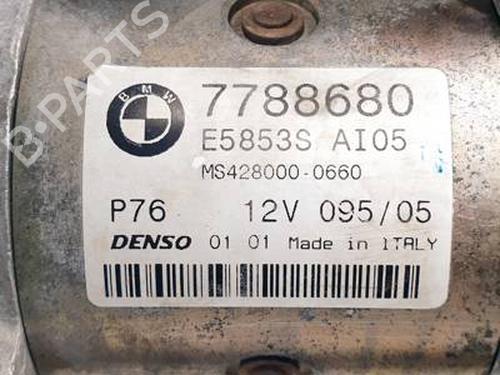 B-PARTS
BMW
7788680
E5853S AI05
MS428000-0660
P76 12V 095/05
DENSO 01 01 Made in ITALY